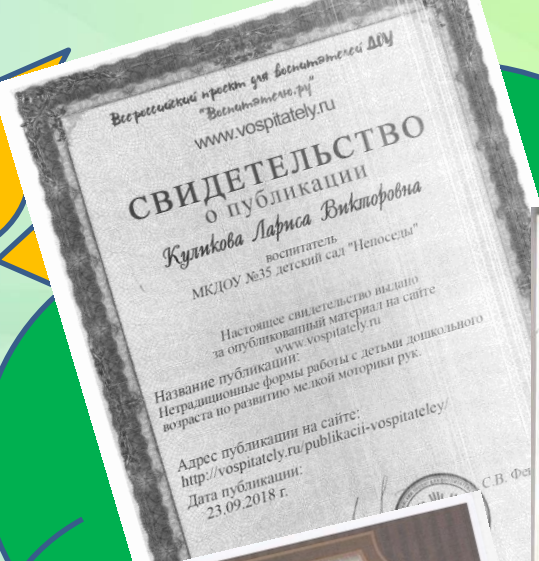 Всероссийский проект для воспитателей ДОУ
"Воспитателю.ру"
www.vospitately.ru
СВИДЕТЕЛЬСТВО
о публикации
Куликова Лариса Викторовна
воспитатель
МКДОУ №35 детский сад "Непоседы"
Настоящее свидетельство выдано
за опубликованный материал на сайте
www.vospitately.ru
Название публикации:
Нетрадиционные формы работы с детьми дошкольного
возраста по развитию мелкой моторики рук.
Адрес публикации на сайте:
http://vospitately.ru/publikacii-vospitateley/
Дата публикации:
23.09.2018 г.
С.В.